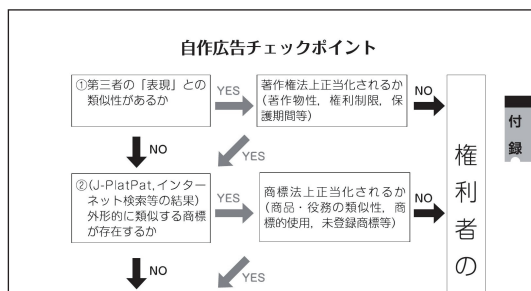 自作広告チェックポイント
①第三者の「表現」との
類似性があるか
YES
著作権法上正当化されるか
(著作物性,権利制限,保
護期間等)
NO
NO
YES
②(J-PlatPat,インター
ネット検索等の結果)
外形的に類似する商標
が存在するか
YES
商標法上正当化されるか
(商品・役務の類似性,商
標的使用,未登録商標等)
NO
NO
YES
権利者の
付録